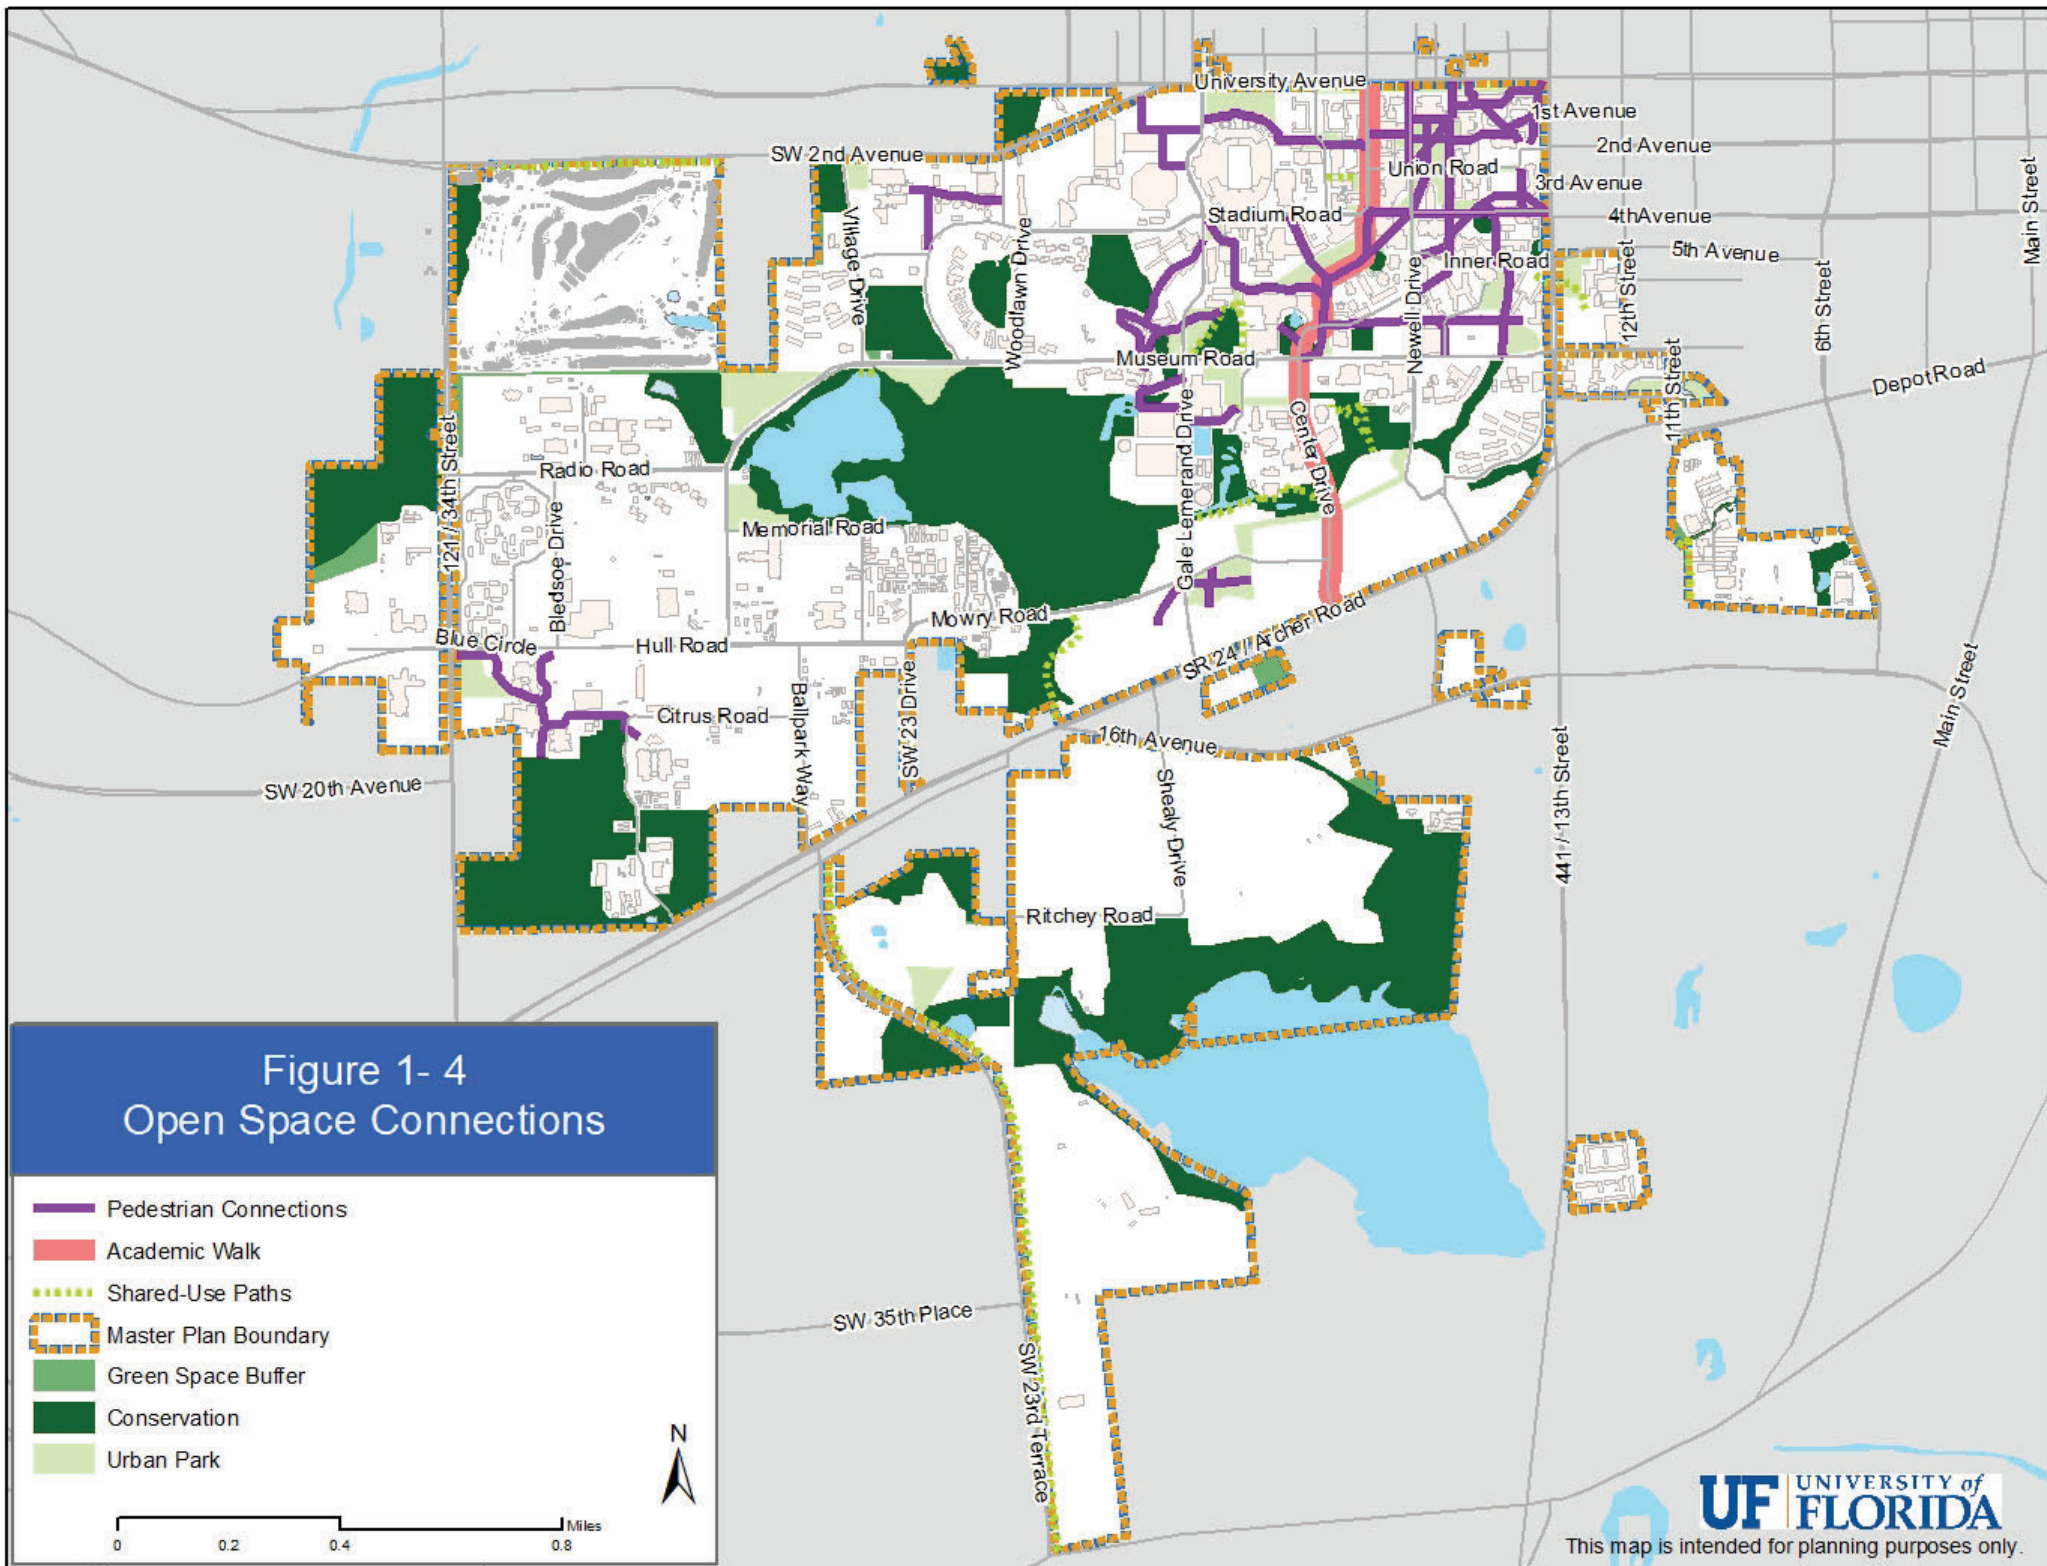 University Avenue
1st Avenue
2nd Avenue
SW 2nd Avenue
Union Road
3rd Avenue
Stadium Road
4thAvenue
Main Street
Village Drive
Woodlawn Drive
Inner Road
5th Avenue
Newell Drive
12th Street
6th Street
Museum Road
11th Street
Depot Road
121 / 34th Street
Gale Lemerand Drive
Center Drive
Radio Road
Bledsoe Drive
Memorial Road
Mowry Road
SR 24 / Archer Road
Blue Circle
Hull Road
Ballpark Way
SW 23 Drive
Citrus Road
16th Avenue
Main Street
SW 20th Avenue
Shealy Drive
441 / 13th Street
Ritchey Road
SW 35th Place
SW 23rd Terrace
Figure 1- 4
Open Space Connections
Pedestrian Connections
Academic Walk
Shared-Use Paths
Master Plan Boundary
Green Space Buffer
Conservation
Urban Park
N
Miles
0 0.2 0.4 0.8
UF UNIVERSITY of
FLORIDA
This map is intended for planning purposes only.